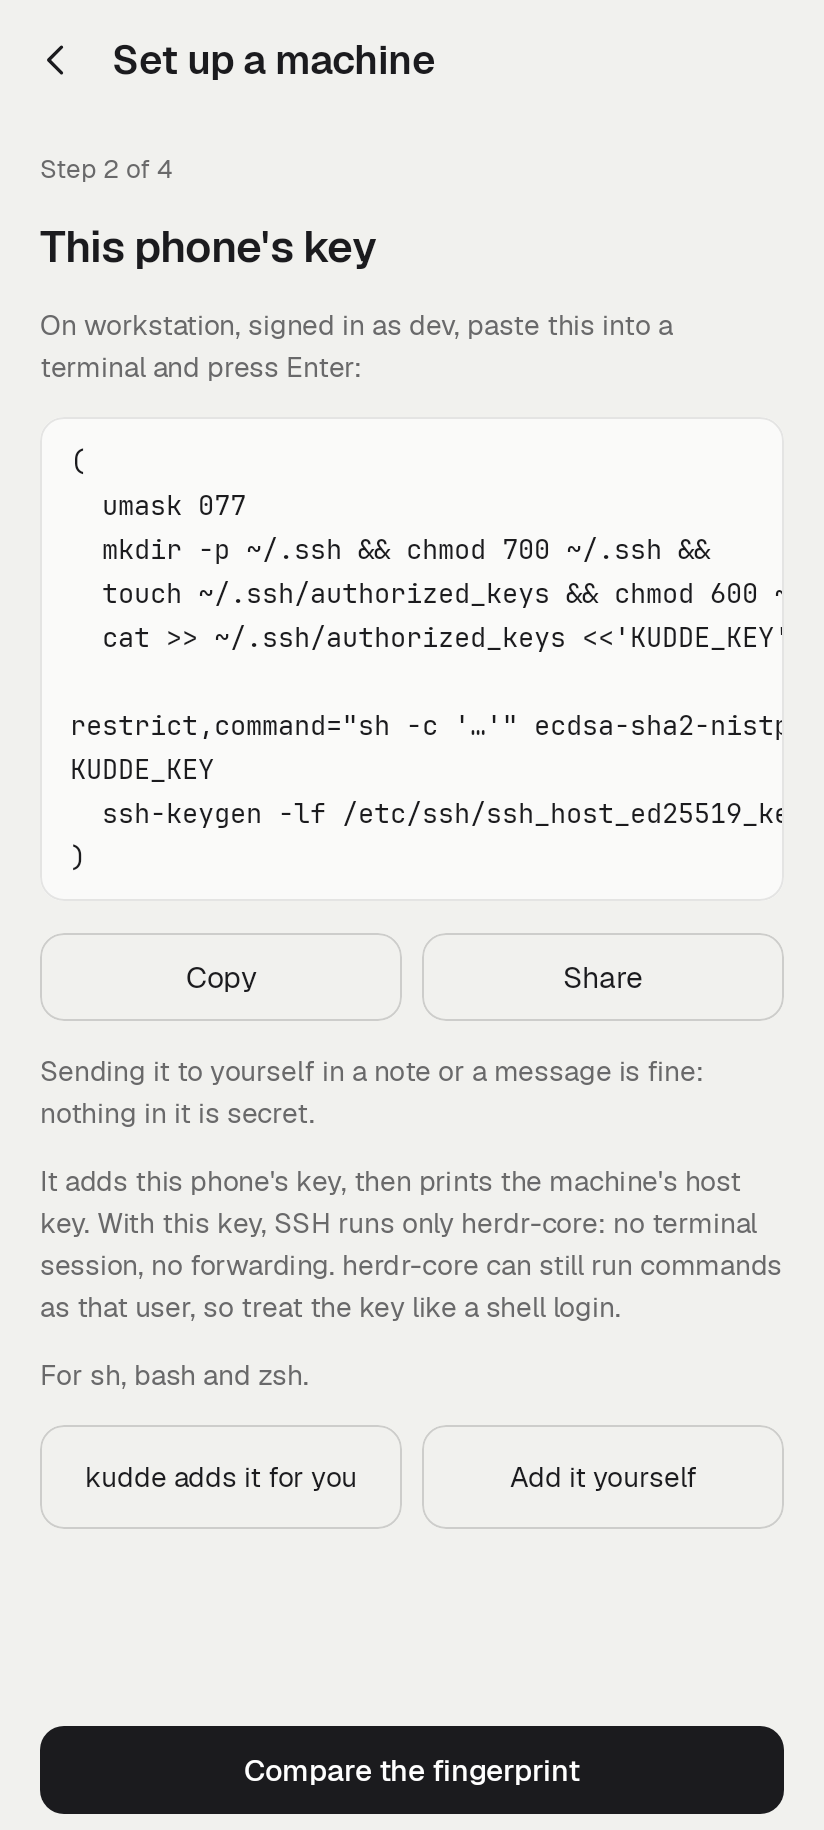 Set up a machine
Step 2 of 4
This phone's key
On workstation, signed in as dev, paste this into a
terminal and press Enter:
(
  umask 077
  mkdir -p ~/.ssh && chmod 700 ~/.ssh &&
  touch ~/.ssh/authorized_keys && chmod 600 ~
  cat >> ~/.ssh/authorized_keys <<'KUDDE_KEY'
restrict,command="sh -c '…'" ecdsa-sha2-nistp
KUDDE_KEY
  ssh-keygen -lf /etc/ssh/ssh_host_ed25519_ke
)
Copy
Share
Sending it to yourself in a note or a message is fine:
nothing in it is secret.
It adds this phone's key, then prints the machine's host
key. With this key, SSH runs only herdr-core: no terminal
session, no forwarding. herdr-core can still run commands
as that user, so treat the key like a shell login.
For sh, bash and zsh.
kudde adds it for you
Add it yourself
Compare the fingerprint